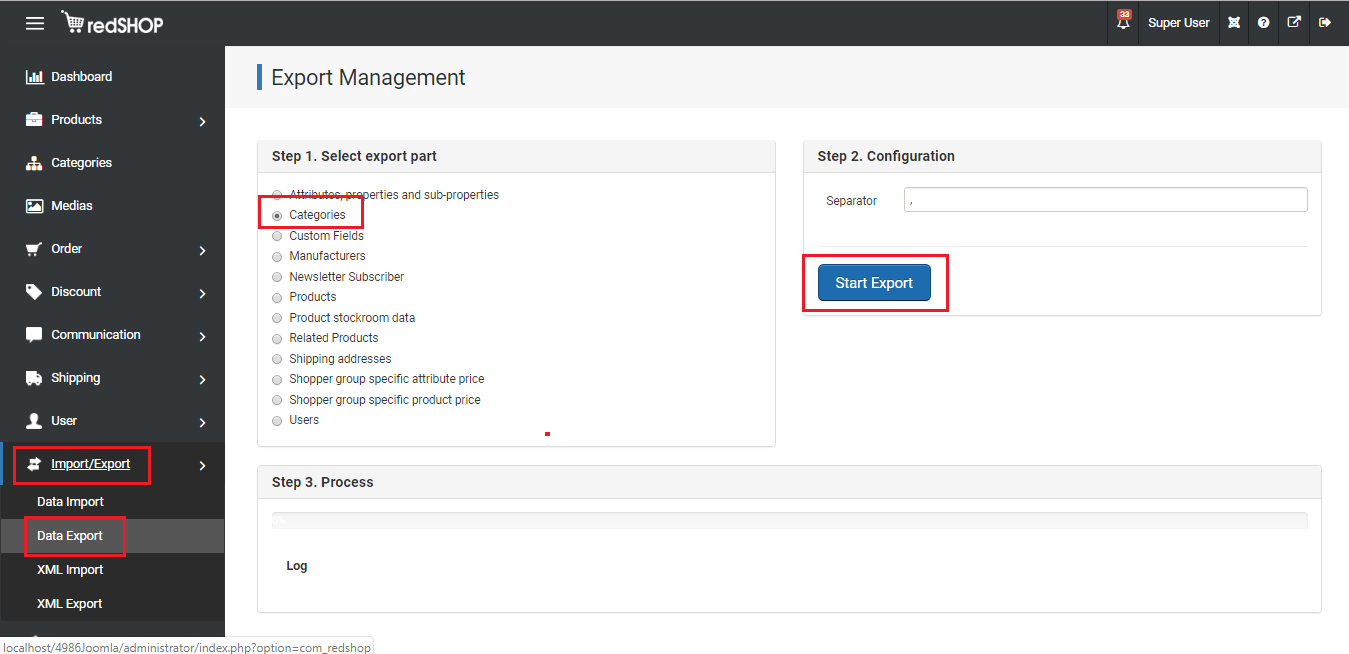 redSHOP
33
Super User
Dashboard
Products
Categories
Medias
Order
Discount
Communication
Shipping
User
Import/Export
Data Import
Data Export
XML Import
XML Export
Export Management
Step 1. Select export part
Attributes, properties and sub-properties
Categories
Custom Fields
Manufacturers
Newsletter Subscriber
Products
Product stockroom data
Related Products
Shipping addresses
Shopper group specific attribute price
Shopper group specific product price
Users
Step 2. Configuration
Separator ,
Start Export
Step 3. Process
Log
localhost/4986Joomla/administrator/index.php?option=com_redshop